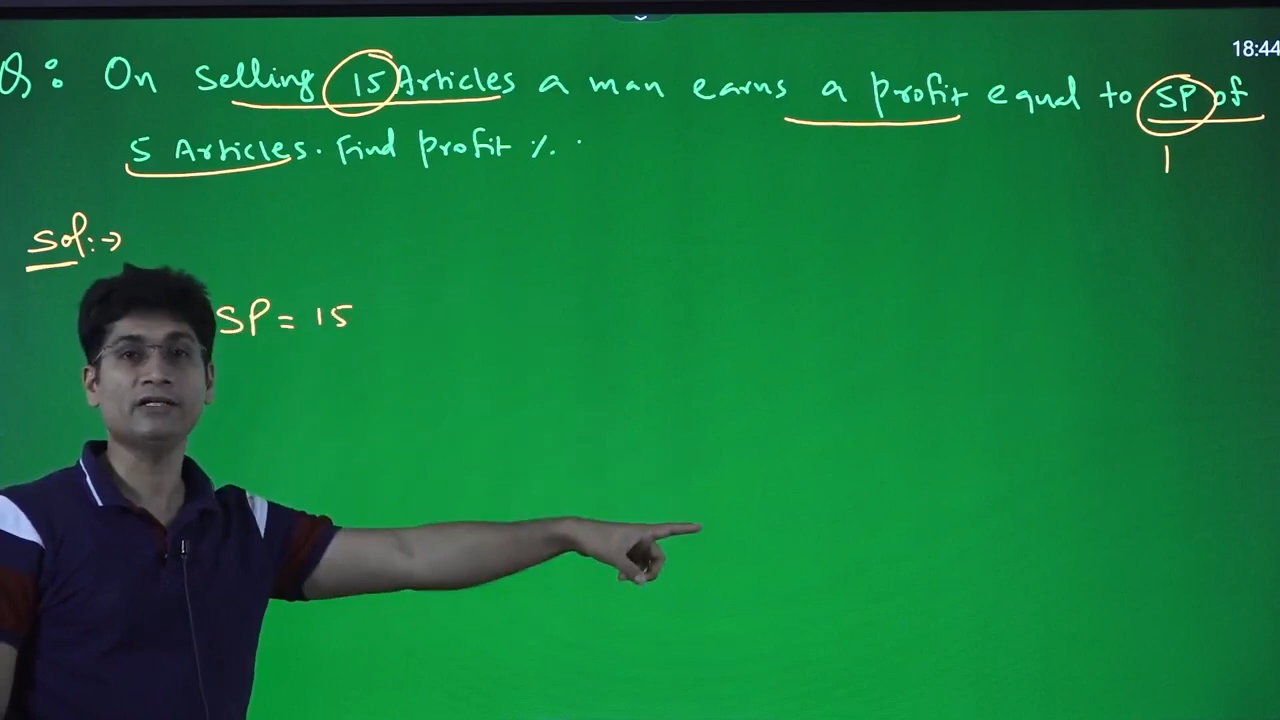 18:44
Q: On Selling 15 Articles a man earns a profit equal to SP of
1
5 Articles. Find profit %.
Sol:→
SP = 15